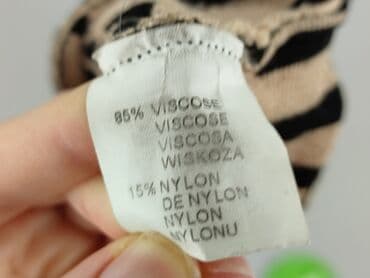 85% VISCOSE
VISCOSE
VISCOSA
WISKOZA
15% NYLON
DE NYLON
NYLON
NYLONU